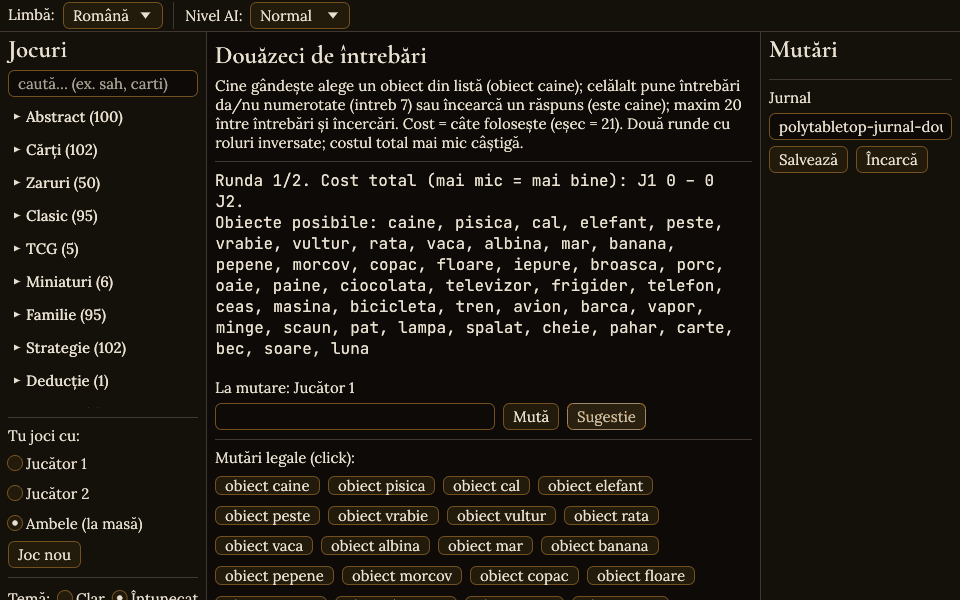 Limbă: Română ▼ Nivel AI: Normal ▼
Jocuri
caută... (ex. sah, carti)
▸ Abstract (100)
▸ Cărți (102)
▸ Zaruri (50)
▸ Clasic (95)
▸ TCG (5)
▸ Miniaturi (6)
▸ Familie (95)
▸ Strategie (102)
▸ Deducție (1)
Tu joci cu:
Jucător 1
Jucător 2
Ambele (la masă)
Joc nou
Temă: Clar Întunecat
Douăzeci de întrebări
Cine gândește alege un obiect din listă (obiect caine); celălalt pune întrebări
da/nu numerotate (intreb 7) sau încearcă un răspuns (este caine); maxim 20
între întrebări și încercări. Cost = câte folosește (eșec = 21). Două runde cu
roluri inversate; costul total mai mic câștigă.
Runda 1/2. Cost total (mai mic = mai bine): J1 0 – 0
J2.
Obiecte posibile: caine, pisica, cal, elefant, peste,
vrabie, vultur, rata, vaca, albina, mar, banana,
pepene, morcov, copac, floare, iepure, broasca, porc,
oaie, paine, ciocolata, televizor, frigider, telefon,
ceas, masina, bicicleta, tren, avion, barca, vapor,
minge, scaun, pat, lampa, spalat, cheie, pahar, carte,
bec, soare, luna
La mutare: Jucător 1
Mută Sugestie
Mutări legale (click):
obiect caine obiect pisica obiect cal obiect elefant
obiect peste obiect vrabie obiect vultur obiect rata
obiect vaca obiect albina obiect mar obiect banana
obiect pepene obiect morcov obiect copac obiect floare
Mutări
Jurnal
polytabletop-jurnal-dou
Salvează Încarcă